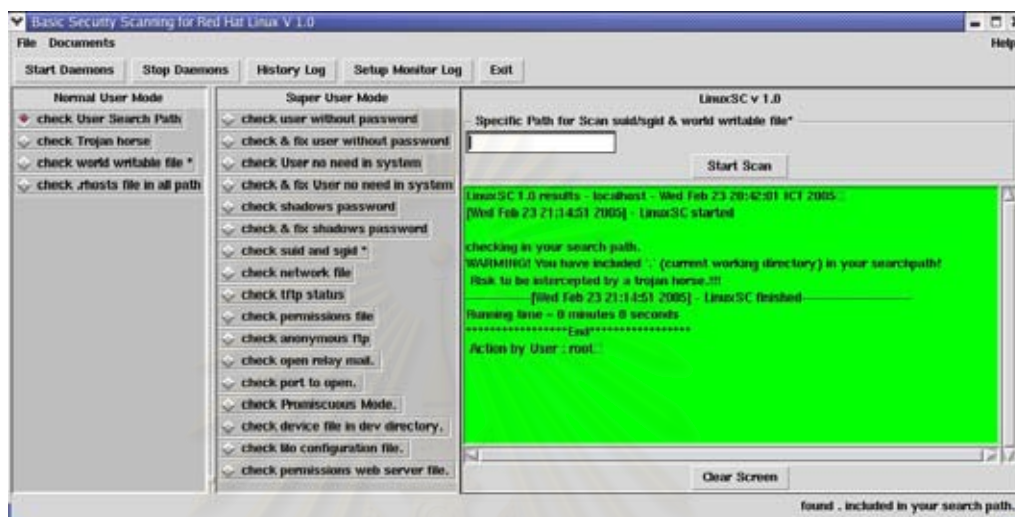 Basic Security Scanning for Red Hat Linux V 1.0
File Documents Help
Start Daemons Stop Daemons History Log Setup Monitor Log Exit
Normal User Mode
check User Search Path
check Trojan horse
check world writable file *
check .rhosts file in all path
Super User Mode
check user without password
check & fix user without password
check User no need in system
check & fix User no need in system
check shadows password
check & fix shadows password
check suid and sgid *
check network file
check tftp status
check permissions file
check anonymous ftp
check open relay mail.
check port to open.
check Promiscuous Mode.
check device file in dev directory.
check lilo configuration file.
check permissions web server file.
LinuxSC v 1.0
Specific Path for Scan suid/sgid & world writable file*
Start Scan
LinuxSC 1.0 results - localhost - Wed Feb 23 20:42:01 ICT 2005
[Wed Feb 23 21:14:51 2005] - LinuxSC started
checking in your search path.
WARNING! You have included '.' (current working directory) in your searchpath!
Risk to be intercepted by a trojan horse.!!!
--------------[Wed Feb 23 21:14:51 2005] - LinuxSC finished------------------------
Running time = 0 minutes 0 seconds
******************End******************
Action by User : root.
Clear Screen
found . included in your search path.